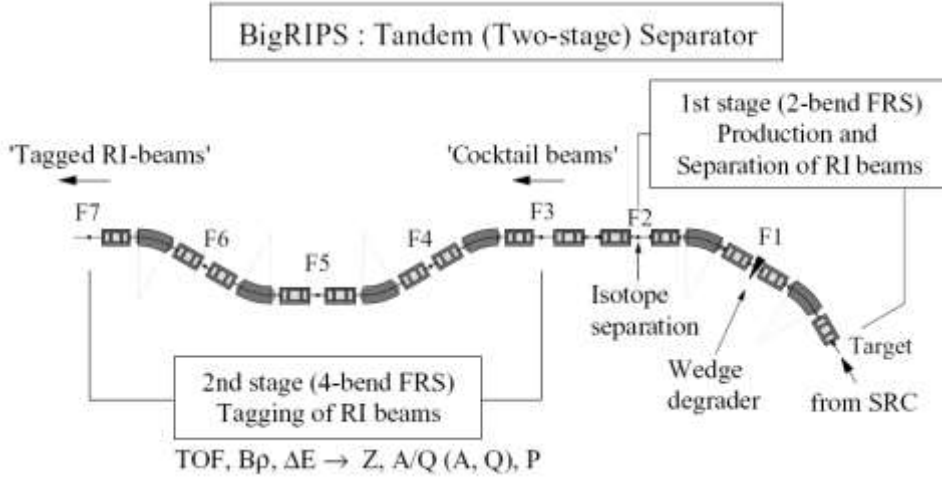 BigRIPS : Tandem (Two-stage) Separator
1st stage (2-bend FRS)
Production and
Separation of RI beams
'Tagged RI-beams'
'Cocktail beams'
F7
F6
F5
F4
F3
F2
F1
Isotope
separation
Wedge
degrader
Target
from SRC
2nd stage (4-bend FRS)
Tagging of RI beams
TOF, Bρ, ΔE → Z, A/Q (A, Q), P